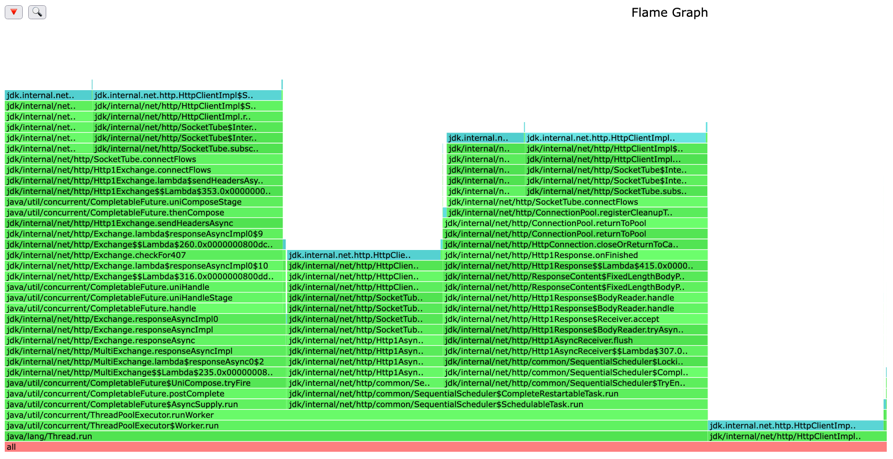 Flame Graph
jdk.internal.net.. jdk.internal.net.http.HttpClientImpl$S..
jdk/internal/net.. jdk/internal/net/http/HttpClientImpl$S..
jdk/internal/net.. jdk/internal/net/http/HttpClientImpl.r..
jdk/internal/net.. jdk/internal/net/http/SocketTube$Inter..
jdk/internal/net.. jdk/internal/net/http/SocketTube$Inter.. jdk.internal.n.. jdk.internal.net.http.HttpClientImpl..
jdk/internal/net.. jdk/internal/net/http/SocketTube.subsc.. jdk/internal/n.. jdk/internal/net/http/HttpClientImpl$..
jdk/internal/net/http/SocketTube.connectFlows jdk/internal/n.. jdk/internal/net/http/HttpClientImpl...
jdk/internal/net/http/Http1Exchange.connectFlows jdk/internal/n.. jdk/internal/net/http/SocketTube$Inte..
jdk/internal/net/http/Http1Exchange.lambda$sendHeadersAsy.. jdk/internal/n.. jdk/internal/net/http/SocketTube$Inte..
jdk/internal/net/http/Http1Exchange$$Lambda$353.0x0000000.. jdk/internal/n.. jdk/internal/net/http/SocketTube.subs..
java/util/concurrent/CompletableFuture.uniComposeStage jdk/internal/net/http/SocketTube.connectFlows
java/util/concurrent/CompletableFuture.thenCompose jdk/internal/net/http/ConnectionPool.registerCleanupT..
jdk/internal/net/http/Http1Exchange.sendHeadersAsync jdk/internal/net/http/ConnectionPool.returnToPool
jdk/internal/net/http/Exchange.lambda$responseAsyncImpl0$9 jdk/internal/net/http/ConnectionPool.returnToPool
jdk/internal/net/http/Exchange$$Lambda$260.0x0000000800dc.. jdk/internal/net/http/HttpConnection.closeOrReturnToCa..
jdk/internal/net/http/Exchange.checkFor407 jdk.internal.net.http.HttpClie.. jdk/internal/net/http/Http1Response.onFinished
jdk/internal/net/http/Exchange.lambda$responseAsyncImpl0$10 jdk/internal/net/http/HttpClien.. jdk/internal/net/http/Http1Response$$Lambda$415.0x0000..
jdk/internal/net/http/Exchange$$Lambda$316.0x0000000800dd.. jdk/internal/net/http/HttpClien.. jdk/internal/net/http/ResponseContent$FixedLengthBodyP..
java/util/concurrent/CompletableFuture.uniHandle jdk/internal/net/http/HttpClien.. jdk/internal/net/http/ResponseContent$FixedLengthBodyP..
java/util/concurrent/CompletableFuture.uniHandleStage jdk/internal/net/http/SocketTub.. jdk/internal/net/http/Http1Response$BodyReader.handle
java/util/concurrent/CompletableFuture.handle jdk/internal/net/http/SocketTub.. jdk/internal/net/http/Http1Response$BodyReader.handle
jdk/internal/net/http/Exchange.responseAsyncImpl0 jdk/internal/net/http/SocketTub.. jdk/internal/net/http/Http1Response$Receiver.accept
jdk/internal/net/http/Exchange.responseAsyncImpl jdk/internal/net/http/Http1Asyn.. jdk/internal/net/http/Http1Response$BodyReader.tryAsyn..
jdk/internal/net/http/Exchange.responseAsync jdk/internal/net/http/Http1Asyn.. jdk/internal/net/http/Http1AsyncReceiver.flush
jdk/internal/net/http/MultiExchange.responseAsyncImpl jdk/internal/net/http/Http1Asyn.. jdk/internal/net/http/Http1AsyncReceiver$$Lambda$307.0..
jdk/internal/net/http/MultiExchange.lambda$responseAsync0$2 jdk/internal/net/http/Http1Asyn.. jdk/internal/net/http/common/SequentialScheduler$Locki..
jdk/internal/net/http/MultiExchange$$Lambda$235.0x00000008.. jdk/internal/net/http/Http1Asyn.. jdk/internal/net/http/common/SequentialScheduler$Compl..
java/util/concurrent/CompletableFuture$UniCompose.tryFire jdk/internal/net/http/common/Se.. jdk/internal/net/http/common/SequentialScheduler$TryEn..
java/util/concurrent/CompletableFuture.postComplete jdk/internal/net/http/common/SequentialScheduler$CompleteRestartableTask.run
java/util/concurrent/CompletableFuture$AsyncSupply.run jdk/internal/net/http/common/SequentialScheduler$SchedulableTask.run
java/util/concurrent/ThreadPoolExecutor.runWorker
java/util/concurrent/ThreadPoolExecutor$Worker.run jdk.internal.net.http.HttpClientImp..
java/lang/Thread.run jdk/internal/net/http/HttpClientImpl..
all